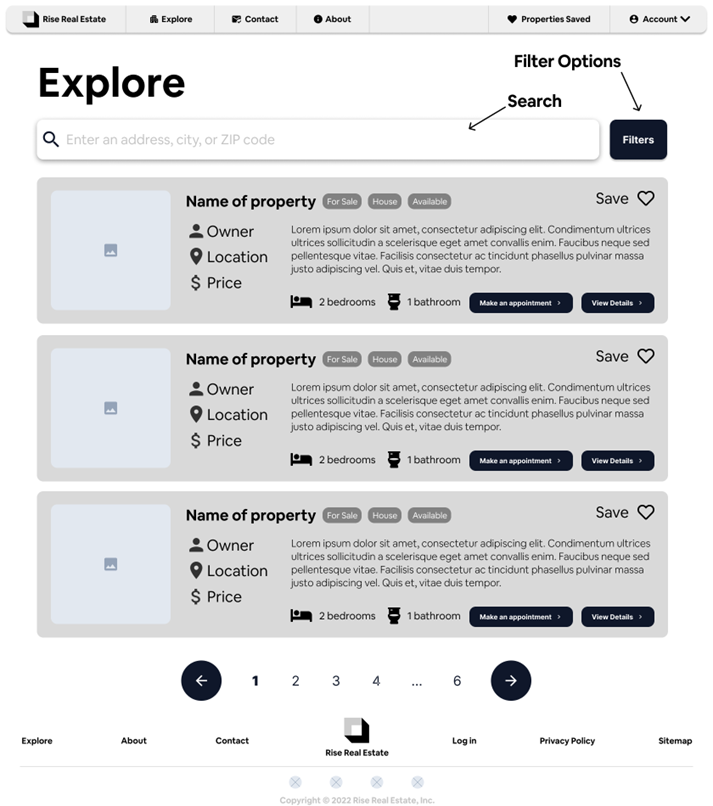 Rise Real Estate
Explore
Contact
About
Properties Saved
Account
Filter Options
Explore
Search
Enter an address, city, or ZIP code
Filters
Name of property
For Sale
House
Available
Save
Owner
Location
$ Price
Lorem ipsum dolor sit amet, consectetur adipiscing elit. Condimentum ultrices
ultrices sollicitudin a scelerisque eget amet convallis enim. Faucibus neque sed
pellentesque vitae. Facilisis consectetur ac tincidunt phasellus pulvinar massa
justo adipiscing vel. Quis et, vitae duis tempor.
2 bedrooms
1 bathroom
Make an appointment
View Details
Name of property
For Sale
House
Available
Save
Owner
Location
$ Price
Lorem ipsum dolor sit amet, consectetur adipiscing elit. Condimentum ultrices
ultrices sollicitudin a scelerisque eget amet convallis enim. Faucibus neque sed
pellentesque vitae. Facilisis consectetur ac tincidunt phasellus pulvinar massa
justo adipiscing vel. Quis et, vitae duis tempor.
2 bedrooms
1 bathroom
Make an appointment
View Details
Name of property
For Sale
House
Available
Save
Owner
Location
$ Price
Lorem ipsum dolor sit amet, consectetur adipiscing elit. Condimentum ultrices
ultrices sollicitudin a scelerisque eget amet convallis enim. Faucibus neque sed
pellentesque vitae. Facilisis consectetur ac tincidunt phasellus pulvinar massa
justo adipiscing vel. Quis et, vitae duis tempor.
2 bedrooms
1 bathroom
Make an appointment
View Details
1 2 3 4 ... 6
Explore
About
Contact
Rise Real Estate
Log in
Privacy Policy
Sitemap
Copyright © 2022 Rise Real Estate, Inc.